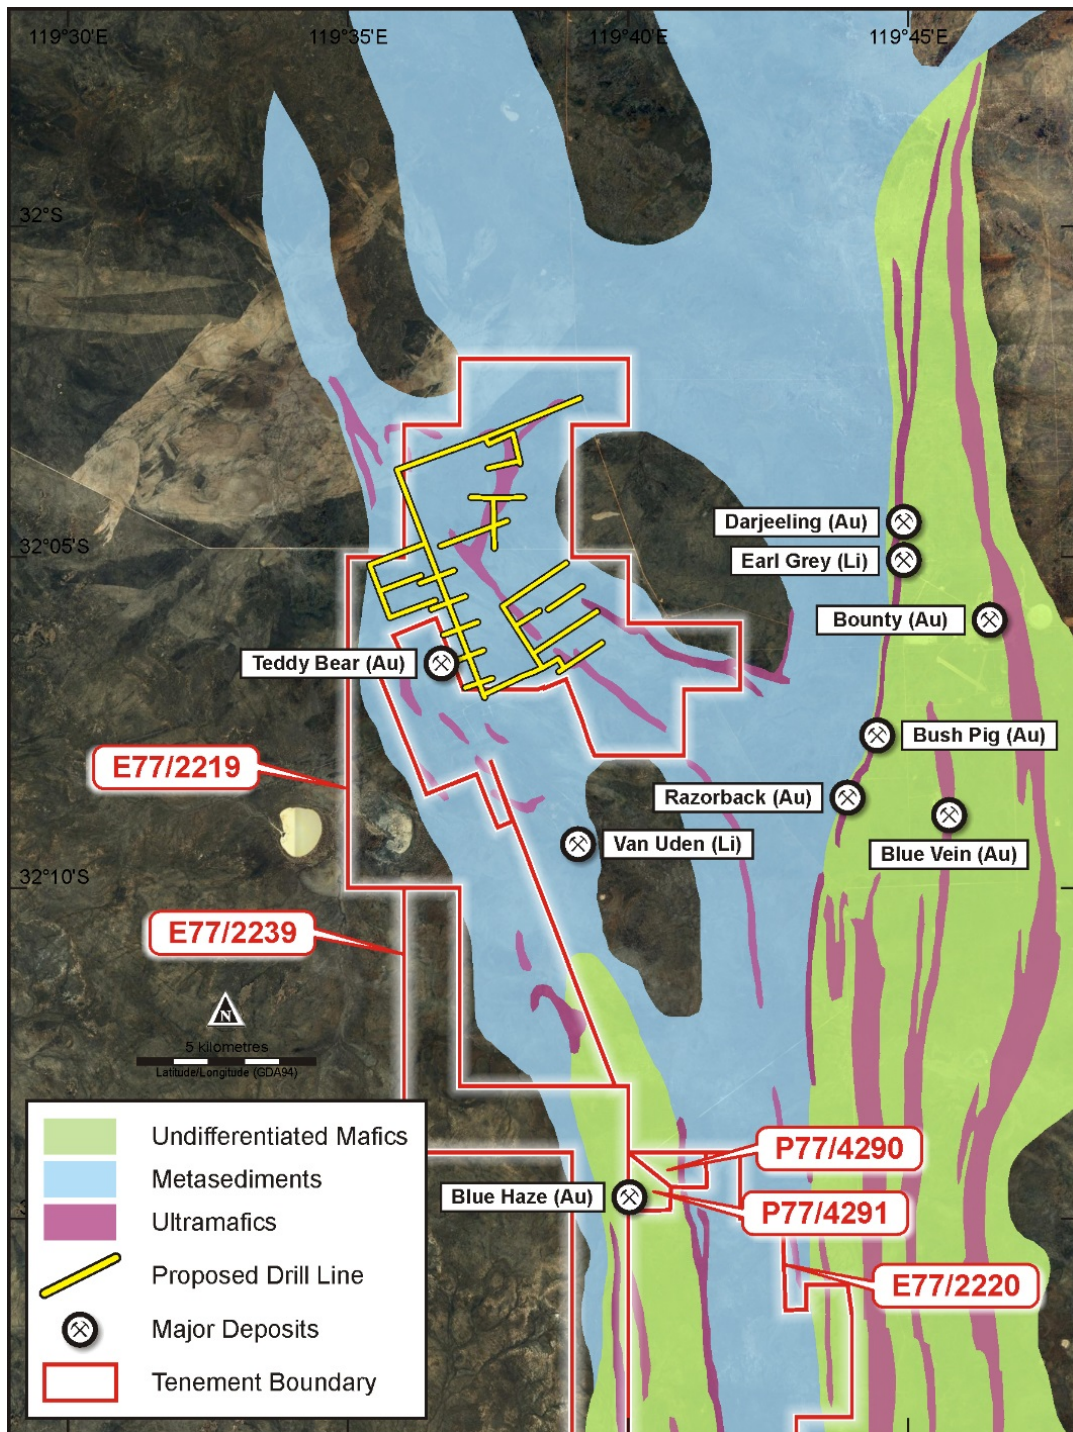 119°30'E
119°35'E
119°40'E
119°45'E
32°S
32°05'S
Darjeeling (Au)
Earl Grey (Li)
Bounty (Au)
Teddy Bear (Au)
Bush Pig (Au)
E77/2219
Razorback (Au)
Van Uden (Li)
Blue Vein (Au)
32°10'S
E77/2239
N
5 kilometres
Latitude/Longitude (GDA94)
Undifferentiated Mafics
Metasediments
Ultramafics
Proposed Drill Line
Major Deposits
Tenement Boundary
P77/4290
Blue Haze (Au)
P77/4291
E77/2220